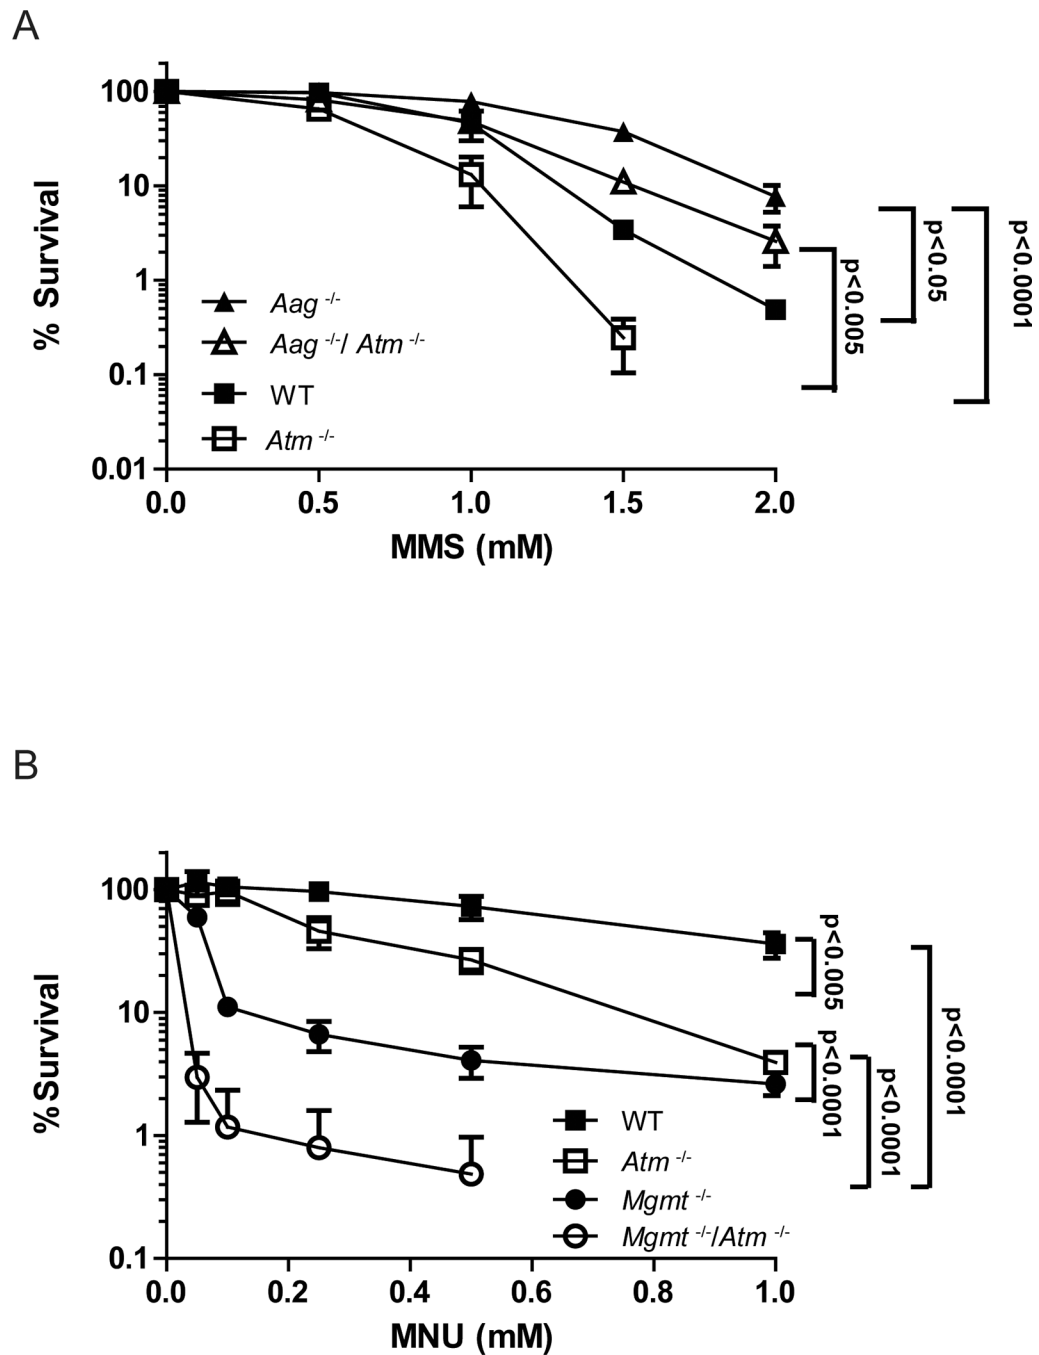 A
100
10
1
0.1
0.01
% Survival
Aag -/-
Aag -/-/ Atm -/-
WT
Atm -/-
p<0.005
p<0.05
p<0.0001
0.0 0.5 1.0 1.5 2.0
MMS (mM)
B
100
10
1
0.1
%Survival
WT
Atm -/-
Mgmt -/-
Mgmt -/-/Atm -/-
p<0.005
p<0.0001
p<0.0001
p<0.0001
0.0 0.2 0.4 0.6 0.8 1.0
MNU (mM)